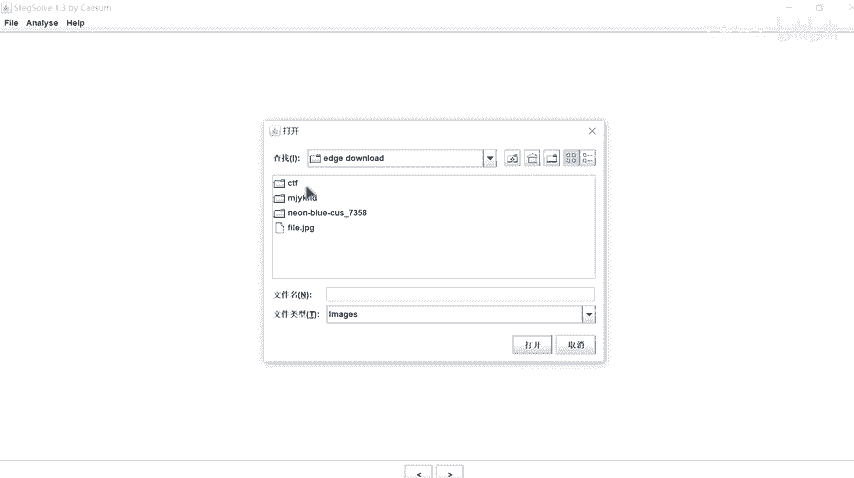 StegSolve 1.3 by Caesum
File Analyse Help
打开
查找(I): edge download
ctf
neon-blue-cus_7358
file.jpg
文件名(N):
文件类型(T): Images
打开 取消
< >